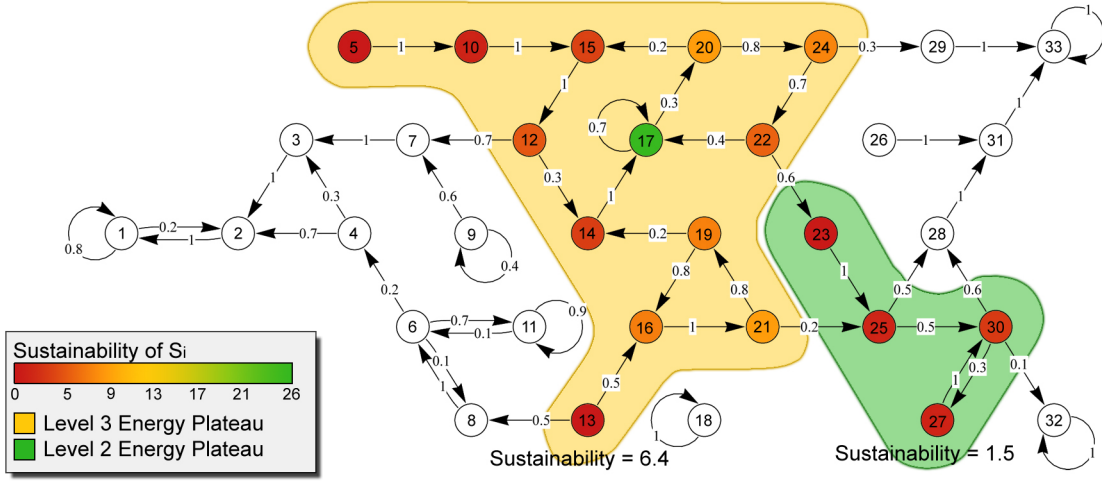 5 1 10 1 15 0.2 20 0.8 24 0.3 29 1 33 1
1 0.3 0.7 1
0.7
3 1 7 0.7 12 17 0.4 22 26 1 31
1 0.3 0.6 0.3 1 0.6 1
0.8 1 0.2 1 2 0.7 4 9 0.4 14 0.2 19 23 28
0.2 0.8 0.8 1 0.5 0.6
6 0.7 0.1 11 0.9 16 1 21 0.2 25 0.5 30
0.1 1 0.5 1 0.3 0.1
8 0.5 13 1 18 27 32 1
Sustainability = 6.4
Sustainability = 1.5
Sustainability of Si
0 5 9 13 17 21 26
Level 3 Energy Plateau
Level 2 Energy Plateau